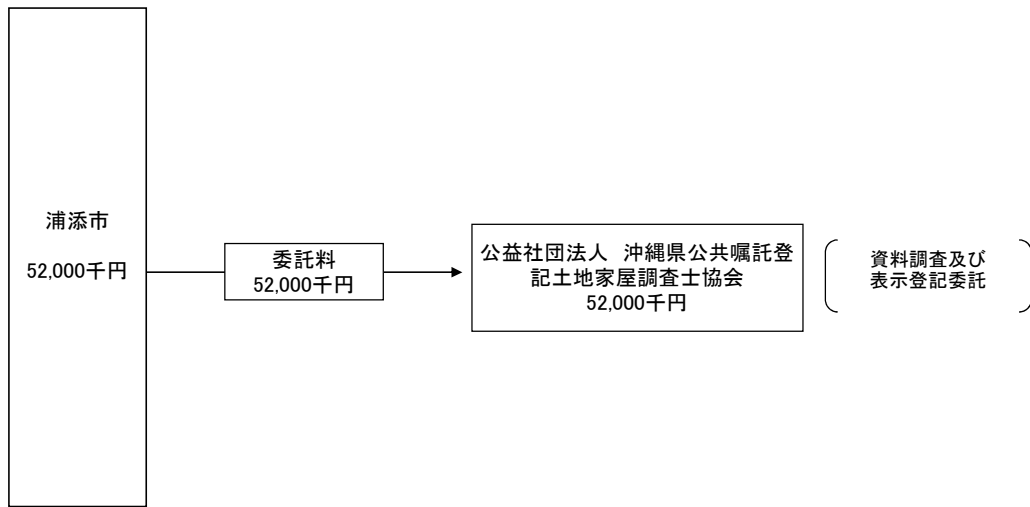 浦添市
52,000千円
委託料
52,000千円
公益社団法人　沖縄県公共嘱託登
記土地家屋調査士協会
52,000千円
資料調査及び
表示登記委託